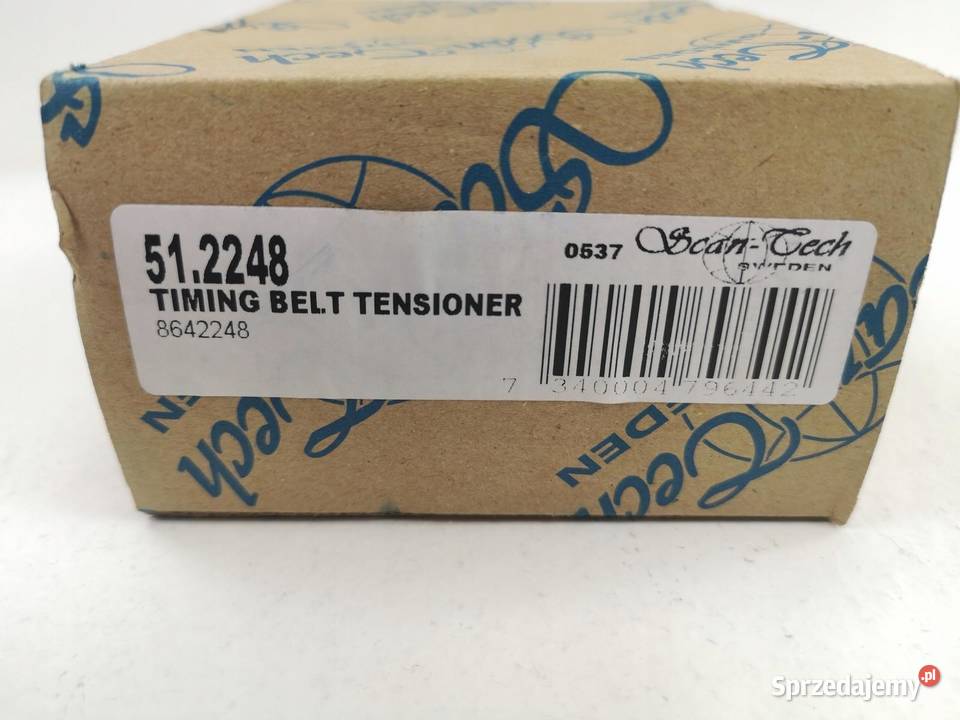 51.2248
TIMING BELT TENSIONER
8642248
0537 Scan-Tech
SWEDEN
7 340004 796442
Sprzedajemy.pl